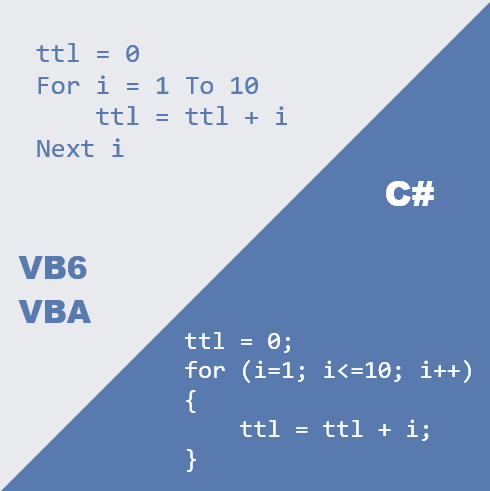 ttl = 0
For i = 1 To 10
    ttl = ttl + i
Next i
C#
VB6
VBA
ttl = 0;
for (i=1; i<=10; i++)
{
    ttl = ttl + i;
}